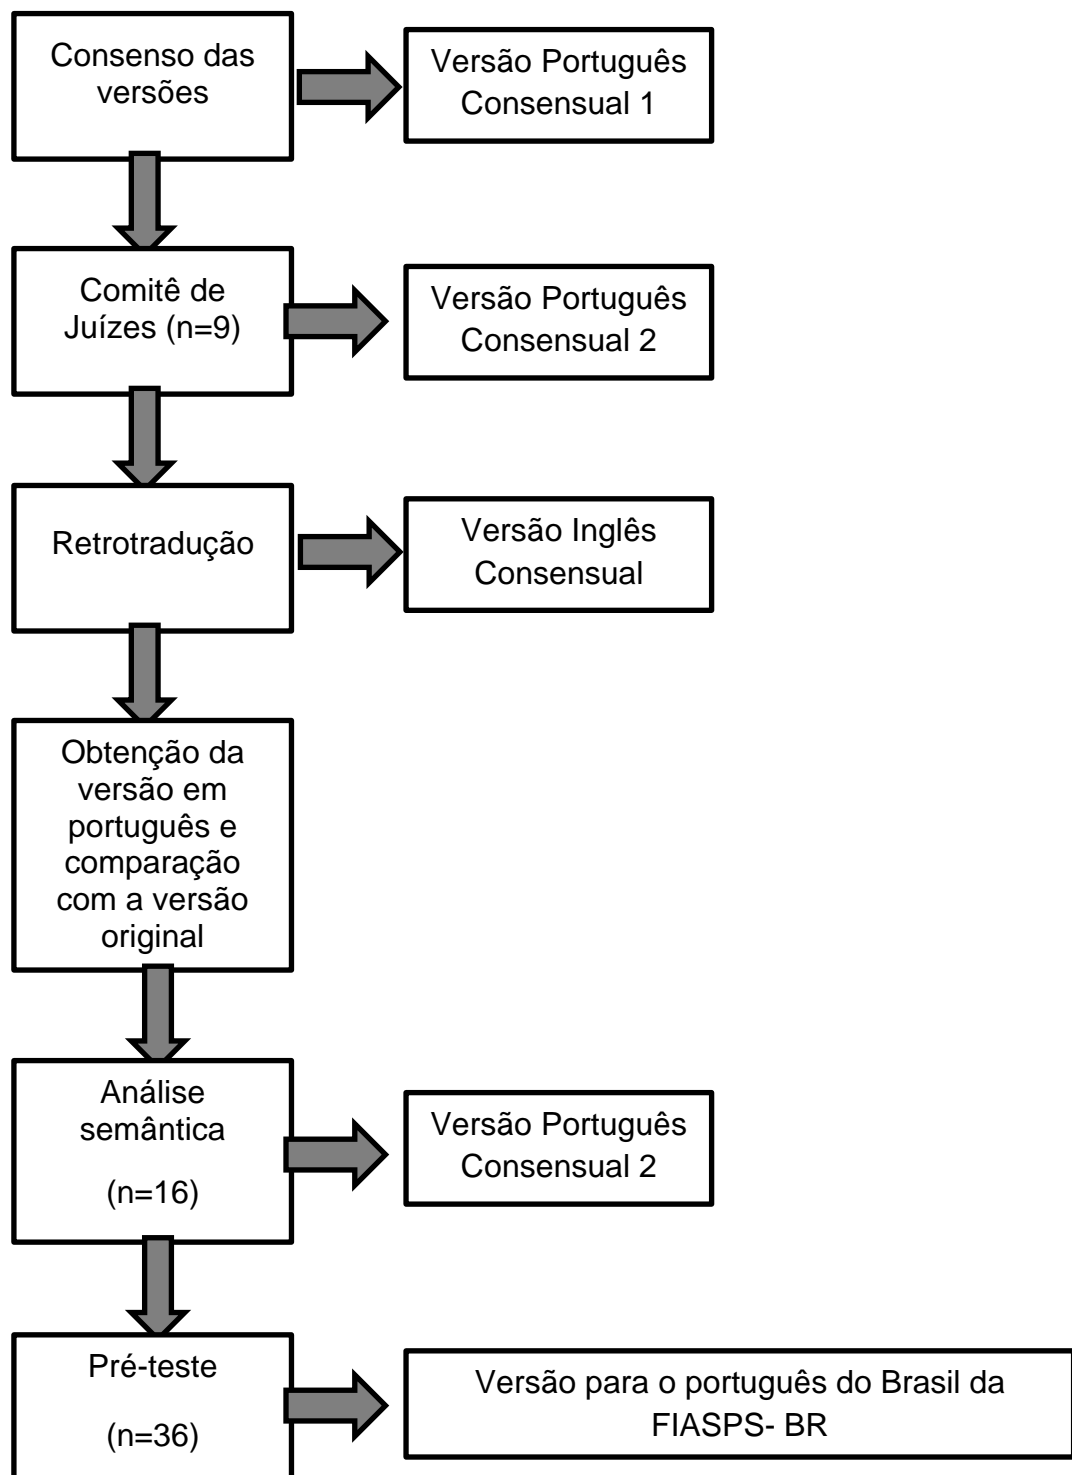 Consenso das
versões
Versão Português
Consensual 1
Comitê de
Juízes (n=9)
Versão Português
Consensual 2
Retrotradução
Versão Inglês
Consensual
Obtenção da
versão em
português e
comparação
com a versão
original
Análise
semântica
(n=16)
Versão Português
Consensual 2
Pré-teste
(n=36)
Versão para o português do Brasil da
FIASPS- BR